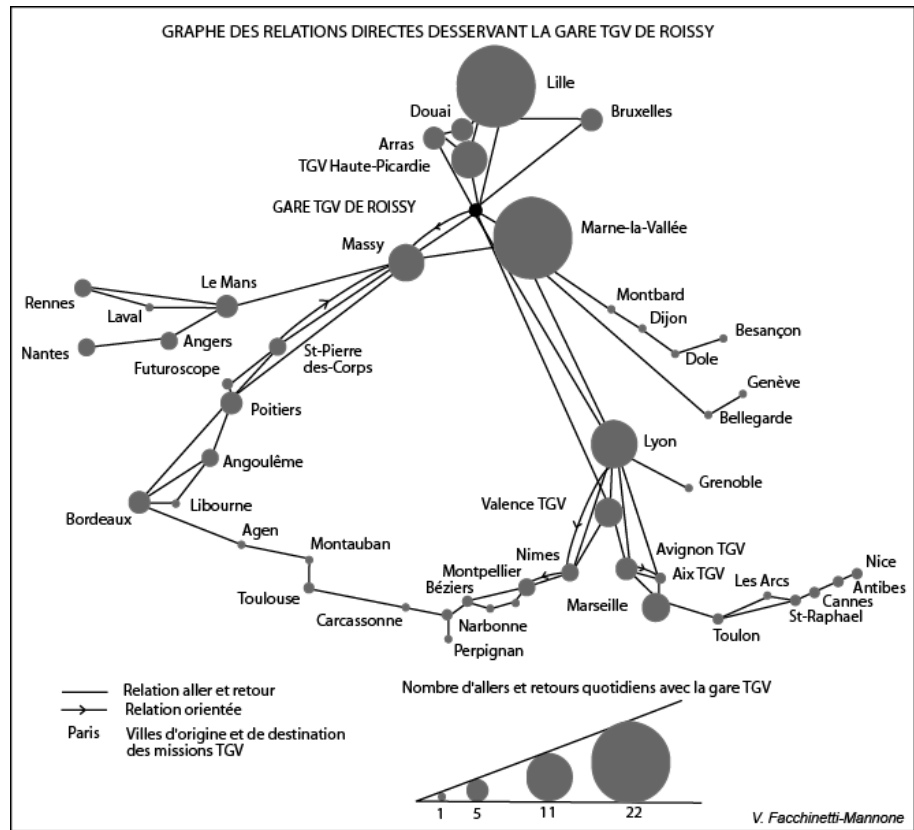 GRAPHE DES RELATIONS DIRECTES DESSERVANT LA GARE TGV DE ROISSY
Lille
Douai
Bruxelles
Arras
TGV Haute-Picardie
GARE TGV DE ROISSY
Marne-la-Vallée
Massy
Le Mans
Rennes
Laval
Montbard
Dijon
Besançon
Nantes
Angers
St-Pierre
des-Corps
Dole
Futuroscope
Genève
Poitiers
Bellegarde
Lyon
Angoulême
Grenoble
Valence TGV
Libourne
Bordeaux
Agen
Avignon TGV
Nimes
Montauban
Montpellier
Aix TGV
Nice
Béziers
Les Arcs
Antibes
Toulouse
Marseille
Cannes
Carcassonne
St-Raphael
Narbonne
Toulon
Perpignan
Relation aller et retour
Relation orientée
Paris Villes d'origine et de destination
des missions TGV
Nombre d'allers et retours quotidiens avec la gare TGV
1 5 11 22
V. Facchinetti-Mannone